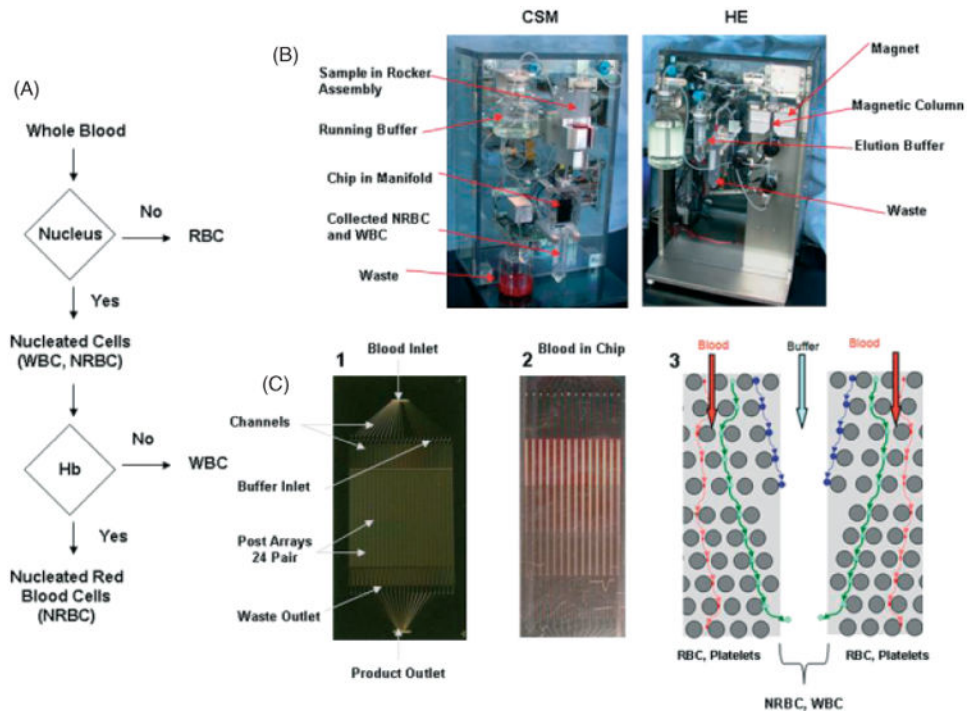 (A)
Whole Blood
Nucleus
No
RBC
Yes
Nucleated Cells
(WBC, NRBC)
Hb
No
WBC
Yes
Nucleated Red
Blood Cells
(NRBC)
(B)
CSM
HE
Sample in Rocker
Assembly
Running Buffer
Chip in Manifold
Collected NRBC
and WBC
Waste
Magnet
Magnetic Column
Elution Buffer
Waste
(C)
1
Blood Inlet
Channels
Buffer Inlet
Post Arrays
24 Pair
Waste Outlet
Product Outlet
2
Blood in Chip
3
Blood
Buffer
Blood
RBC, Platelets
RBC, Platelets
NRBC, WBC